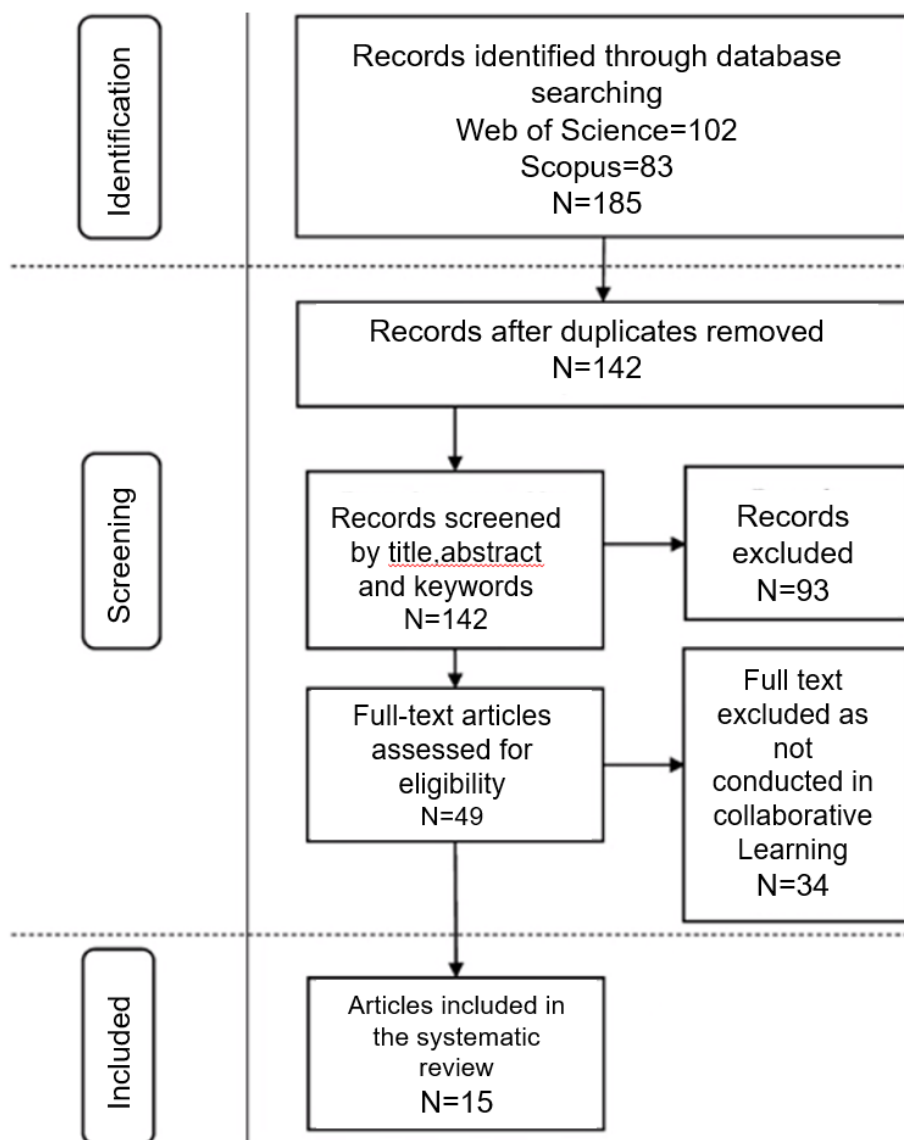 Identification
Records identified through database
searching
Web of Science=102
Scopus=83
N=185
Records after duplicates removed
N=142
Screening
Records screened
by title,abstract
and keywords
N=142
Records
excluded
N=93
Full-text articles
assessed for
eligibility
N=49
Full text
excluded as
not
conducted in
collaborative
Learning
N=34
Included
Articles included in
the systematic
review
N=15